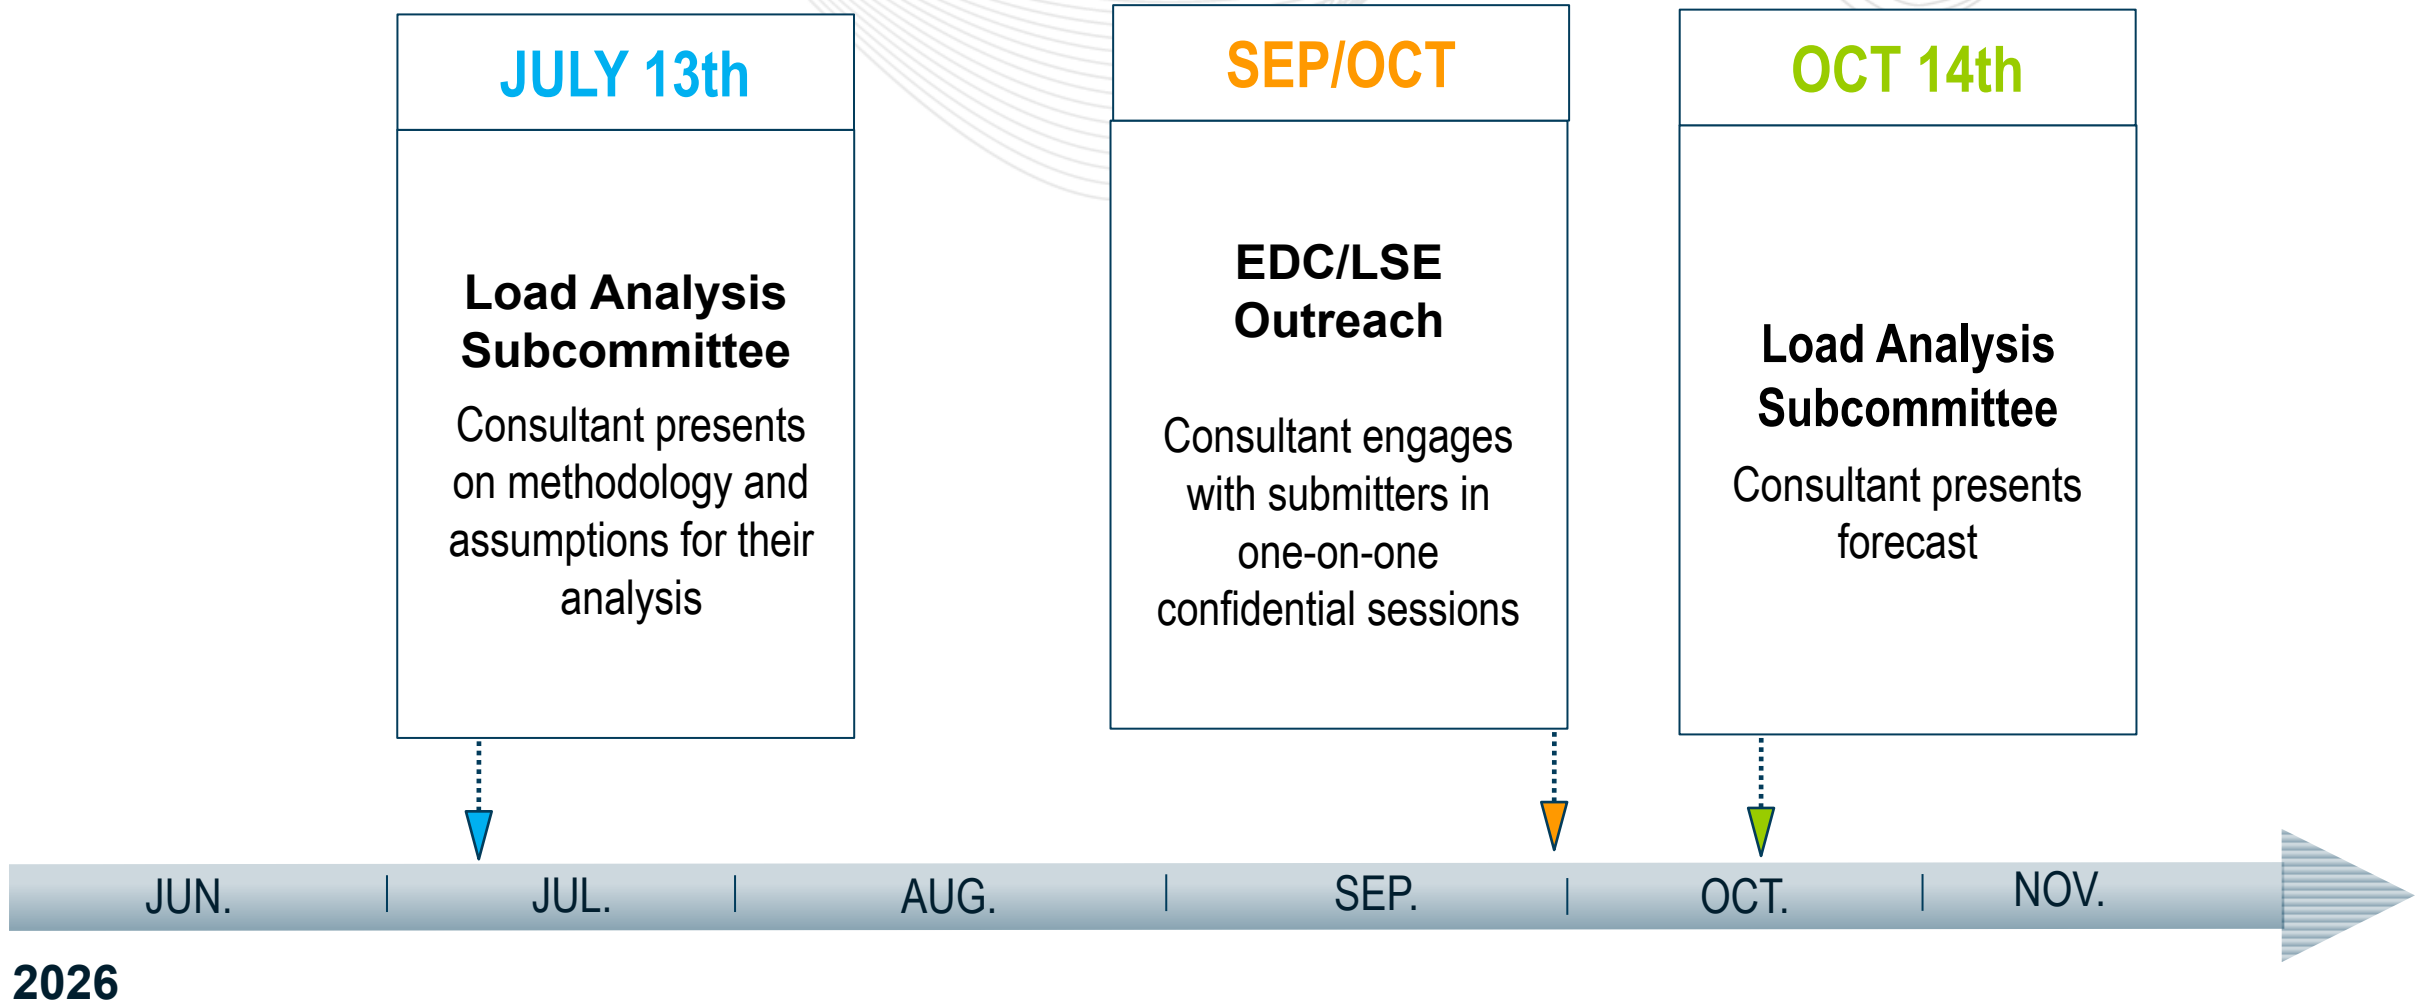 JULY 13th
Load Analysis
Subcommittee
Consultant presents
on methodology and
assumptions for their
analysis
SEP/OCT
EDC/LSE
Outreach
Consultant engages
with submitters in
one-on-one
confidential sessions
OCT 14th
Load Analysis
Subcommittee
Consultant presents
forecast
JUN. JUL. AUG. SEP. OCT. NOV.
2026